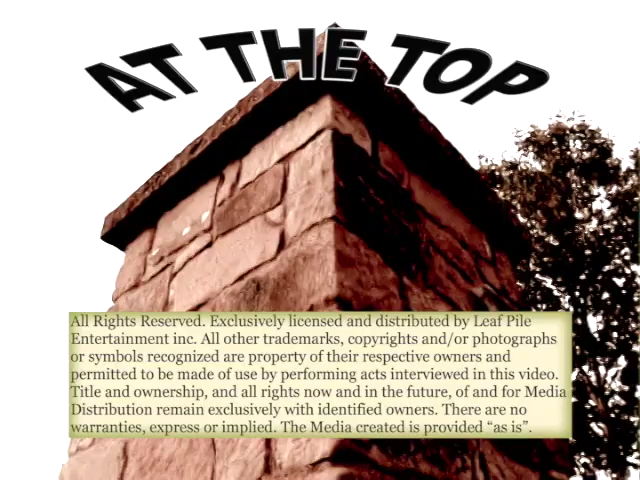 AT THE TOP
All Rights Reserved. Exclusively licensed and distributed by Leaf Pile
Entertainment inc. All other trademarks, copyrights and/or photographs
or symbols recognized are property of their respective owners and
permitted to be made of use by performing acts interviewed in this video.
Title and ownership, and all rights now and in the future, of and for Media
Distribution remain exclusively with identified owners. There are no
warranties, express or implied. The Media created is provided “as is”.